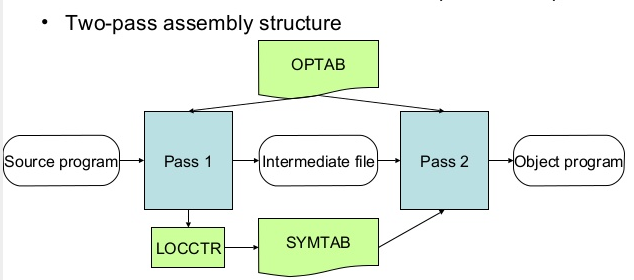 • Two-pass assembly structure
OPTAB
Source program
Pass 1
Intermediate file
Pass 2
Object program
LOCCTR
SYMTAB